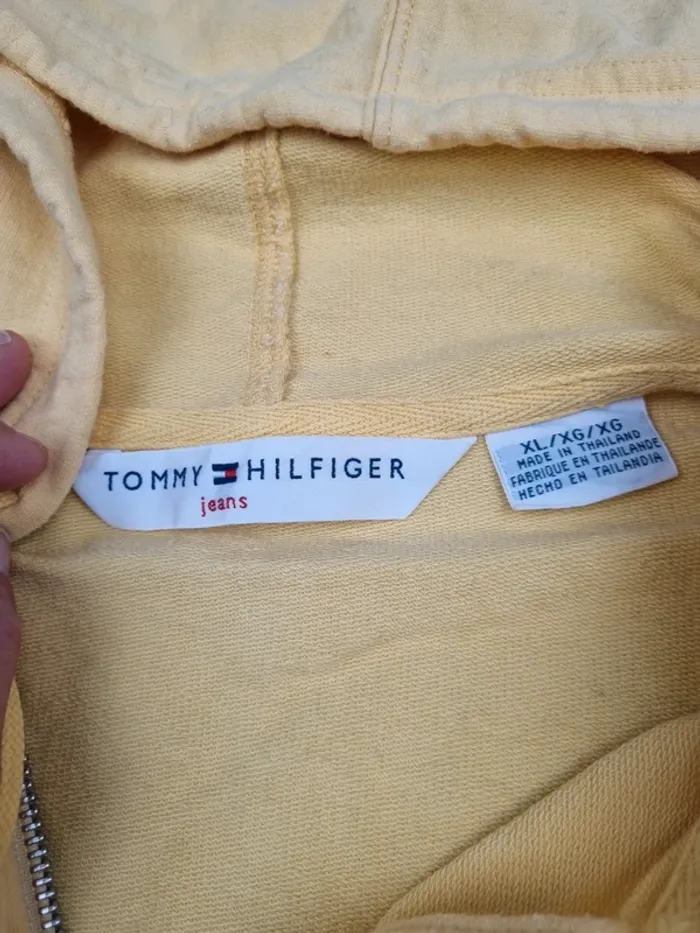 TOMMY HILFIGER
jeans
XL/XG/XG
MADE IN THAILAND
FABRIQUE EN THAILANDE
HECHO EN TAILANDIA